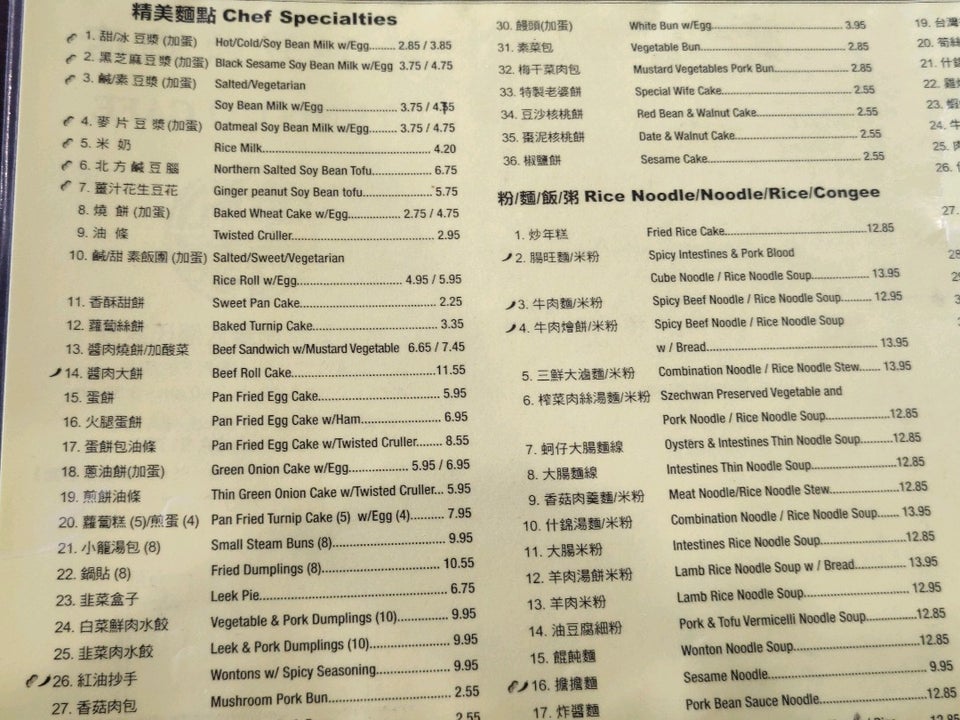 精美麵點 Chef Specialties
1. 甜/冰 豆漿 (加蛋) Hot/Cold/Soy Bean Milk w/Egg......... 2.85 / 3.85
2. 黑芝麻豆漿 (加蛋) Black Sesame Soy Bean Milk w/Egg 3.75 / 4.75
3. 鹹/素 豆漿 (加蛋) Salted/Vegetarian
Soy Bean Milk w/Egg ........................ 3.75 /
4. 麥 片 豆 漿 (加蛋) Oatmeal Soy Bean Milk w/Egg.......... 3.75 / 4.75
5. 米 奶 Rice Milk................................................. 4.20
6. 北 方 鹹 豆 腦 Northern Salted Soy Bean Tofu.................. 6.75
7. 薑汁花生豆花 Ginger peanut Soy Bean tofu.................... 5.75
8. 燒 餅 (加蛋) Baked Wheat Cake w/Egg............... 2.75 / 4.75
9. 油 條 Twisted Cruller.......................................... 2.95
10. 鹹/甜 素飯團 (加蛋) Salted/Sweet/Vegetarian
Rice Roll w/Egg................................ 4.95 / 5.95
11. 香酥甜餅 Sweet Pan Cake......................................... 2.25
12. 蘿蔔絲餅 Baked Turnip Cake..................................... 3.35
13. 醬肉燒餅/加酸菜 Beef Sandwich w/Mustard Vegetable 6.65 / 7.45
14. 醬肉大餅 Beef Roll Cake..........................................11.55
15. 蛋餅 Pan Fried Egg Cake.................................... 5.95
16. 火腿蛋餅 Pan Fried Egg Cake w/Ham........................ 6.95
17. 蛋餅包油條 Pan Fried Egg Cake w/Twisted Cruller....... 8.55
18. 蔥油餅(加蛋) Green Onion Cake w/Egg.................. 5.95 / 6.95
19. 煎餅油條 Thin Green Onion Cake w/Twisted Cruller... 5.95
20. 蘿蔔糕 (5)/煎蛋 (4) Pan Fried Turnip Cake (5) w/Egg (4).......... 7.95
21. 小籠湯包 (8) Small Steam Buns (8)................................. 9.95
22. 鍋貼 (8) Fried Dumplings (8).................................... 10.55
23. 韭菜盒子 Leek Pie.................................................... 6.75
24. 白菜鮮肉水餃 Vegetable & Pork Dumplings (10)............... 9.95
25. 韭菜肉水餃 Leek & Pork Dumplings (10)....................... 9.95
26. 紅油抄手 Wontons w/ Spicy Seasoning..................... 9.95
27. 香菇肉包 Mushroom Pork Bun.................................. 2.55
2.55
30. 饅頭(加蛋) White Bun w/Egg................................... 3.95
31. 素菜包 Vegetable Bun......................................... 2.85
32. 梅干菜肉包 Mustard Vegetables Pork Bun................... 2.85
33. 特製老婆餅 Special Wife Cake................................... 2.55
34. 豆沙核桃餅 Red Bean & Walnut Cake........................ 2.55
35. 棗泥核桃餅 Date & Walnut Cake............................... 2.55
36. 椒鹽餅 Sesame Cake.......................................... 2.55
粉/麵/飯/粥 Rice Noodle/Noodle/Rice/Congee
1. 炒年糕 Fried Rice Cake.......................................12.85
2. 腸旺麵/米粉 Spicy Intestines & Pork Blood
Cube Noodle / Rice Noodle Soup............... 13.95
3. 牛肉麵/米粉 Spicy Beef Noodle / Rice Noodle Soup......... 12.95
4. 牛肉燴餅/米粉 Spicy Beef Noodle / Rice Noodle Soup
w / Bread................................................. 13.95
5. 三鮮大滷麵/米粉 Combination Noodle / Rice Noodle Stew....... 13.95
6. 榨菜肉絲湯麵/米粉 Szechwan Preserved Vegetable and
Pork Noodle / Rice Noodle Soup................ 12.85
7. 蚵仔大腸麵線 Oysters & Intestines Thin Noodle Soup.........12.85
8. 大腸麵線 Intestines Thin Noodle Soup.......................12.85
9. 香菇肉羹麵/米粉 Meat Noodle/Rice Noodle Stew..................12.85
10. 什錦湯麵/米粉 Combination Noodle / Rice Noodle Soup....... 13.95
11. 大腸米粉 Intestines Rice Noodle Soup.......................12.85
12. 羊肉湯餅米粉 Lamb Rice Noodle Soup w / Bread............. 13.95
13. 羊肉米粉 Lamb Rice Noodle Soup........................... 12.95
14. 油豆腐細粉 Pork & Tofu Vermicelli Noodle Soup...........12.85
15. 餛飩麵 Wonton Noodle Soup................................12.85
16. 擔擔麵 Sesame Noodle....................................... 9.95
17. 炸醬麵 Pork Bean Sauce Noodle..........................12.85
19. 台灣
20. 筍絲
21. 什錦
22.
23. 蝦
24. 牛
25. 肉
26.
27.